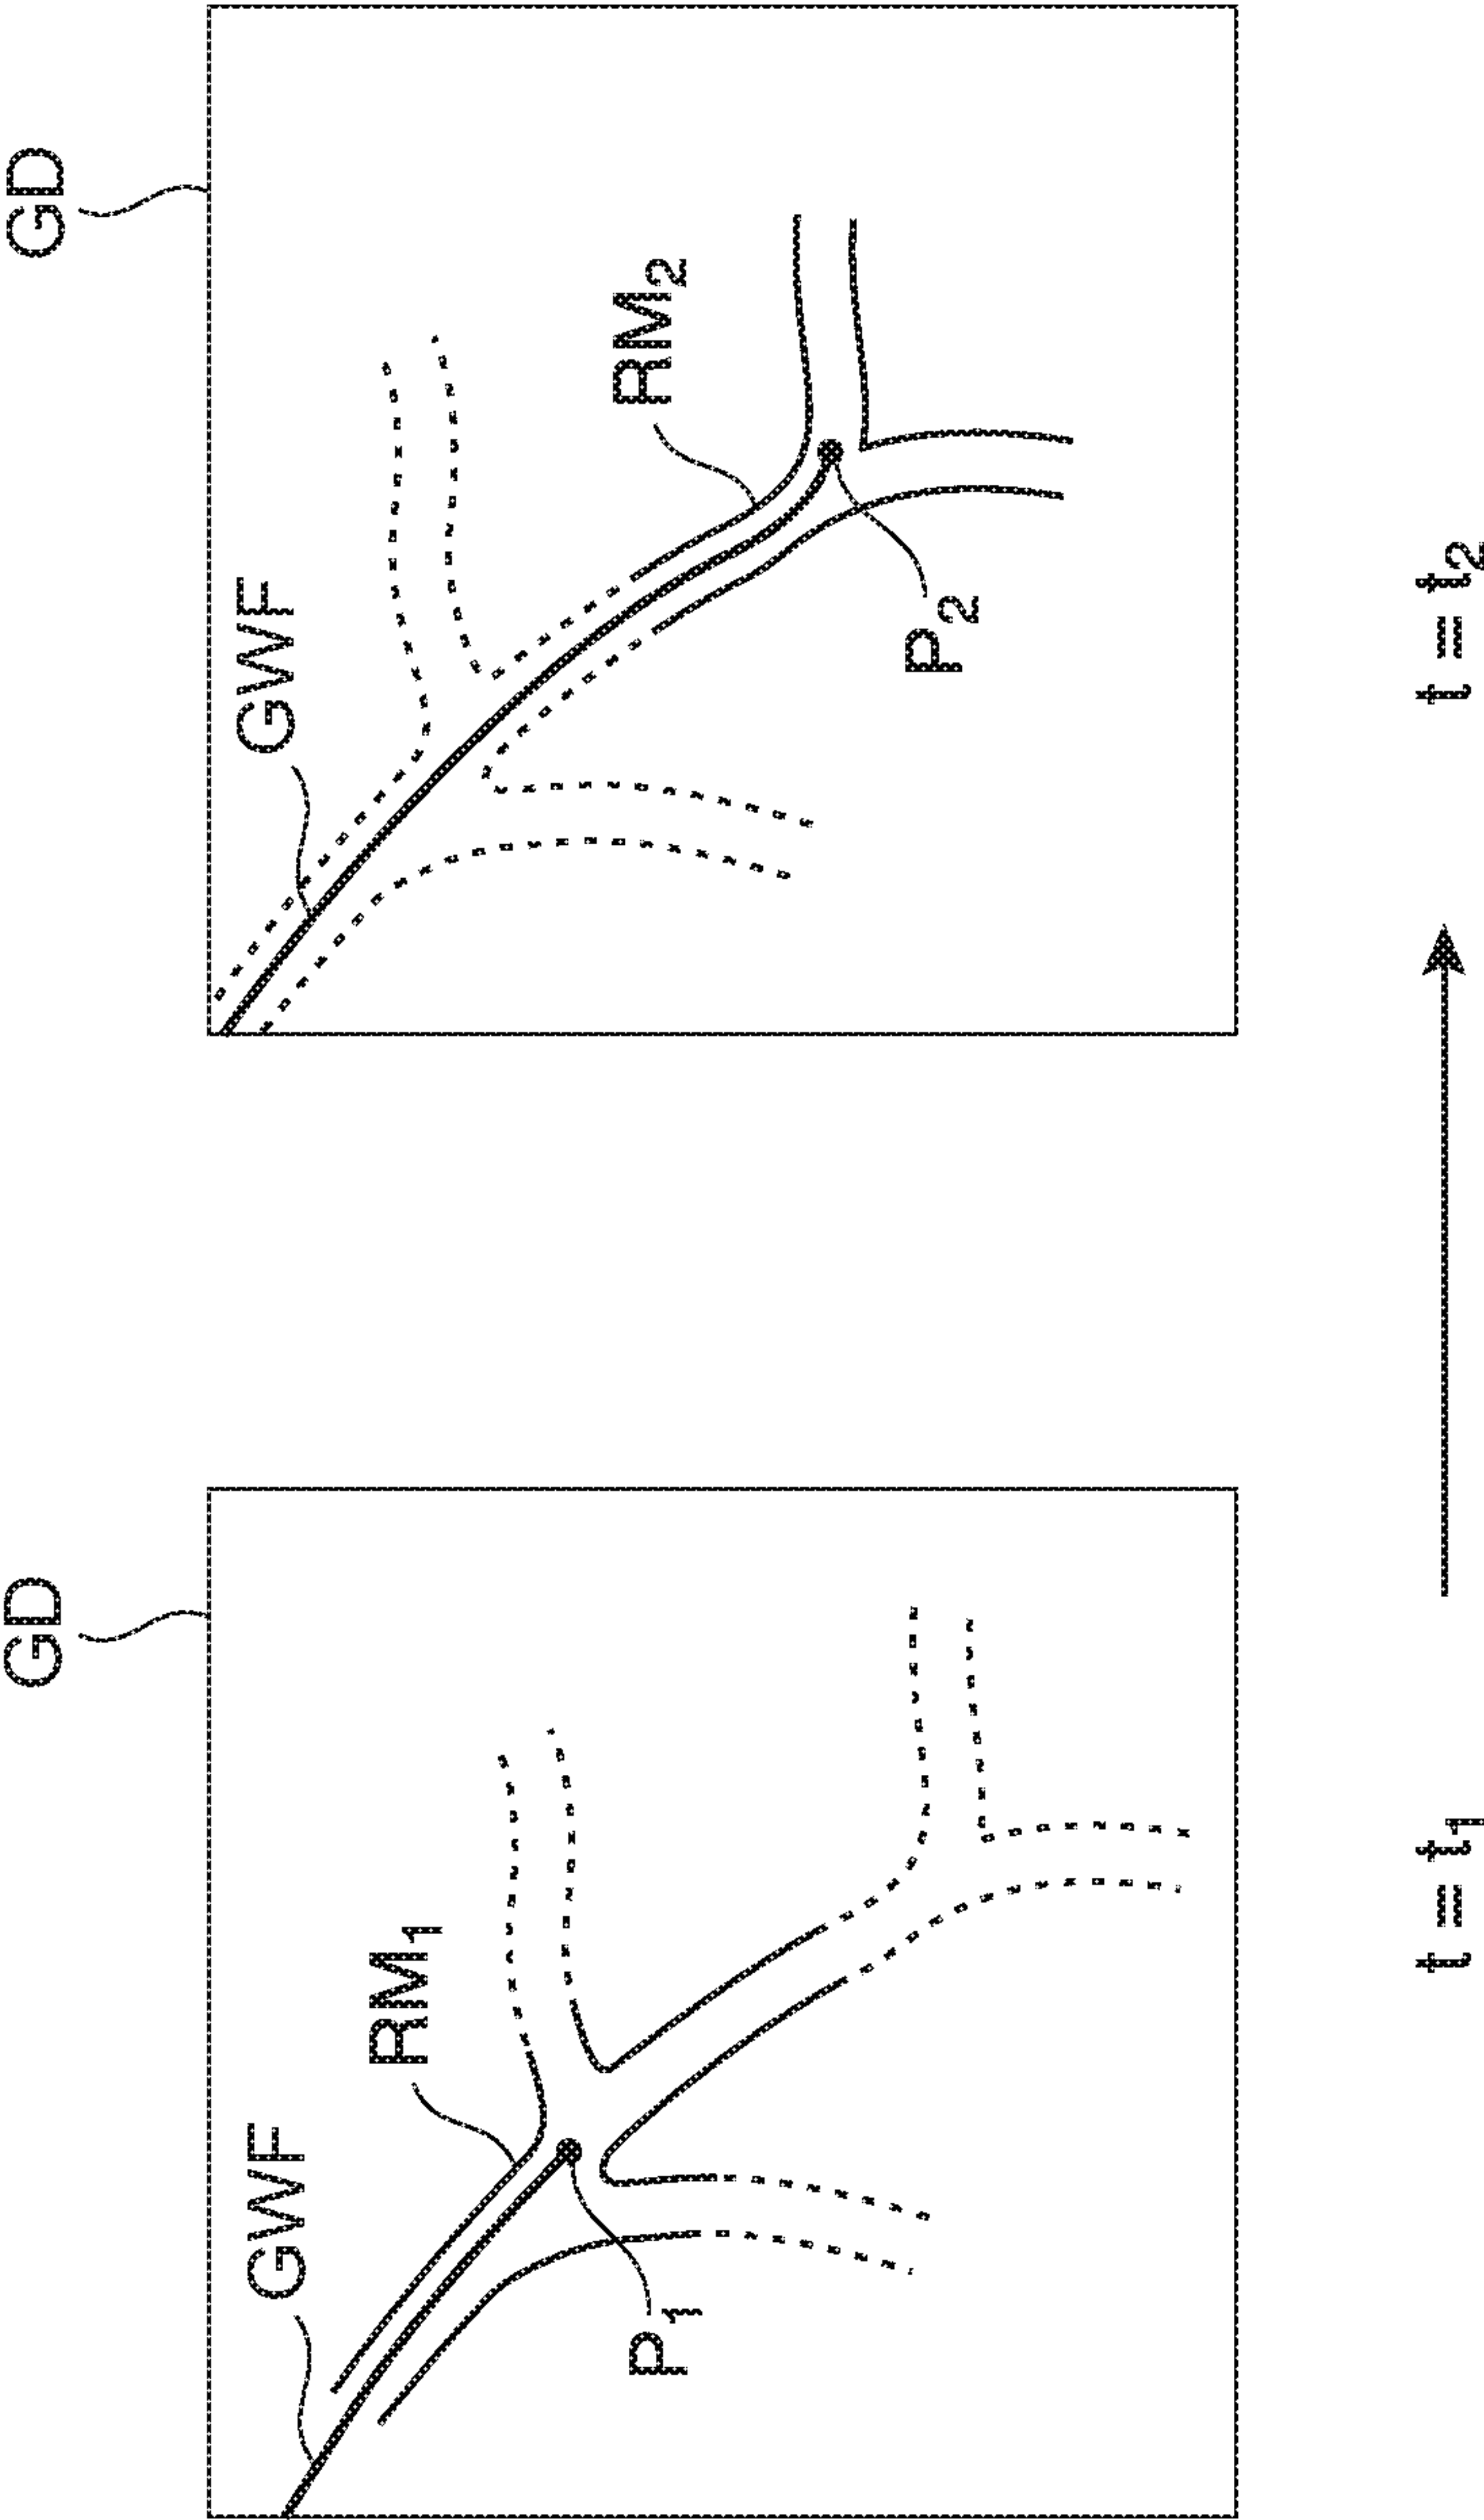 GD
GWF
RM₁
P₁
t = t₁
GD
GWF
RM₂
P₂
t = t₂